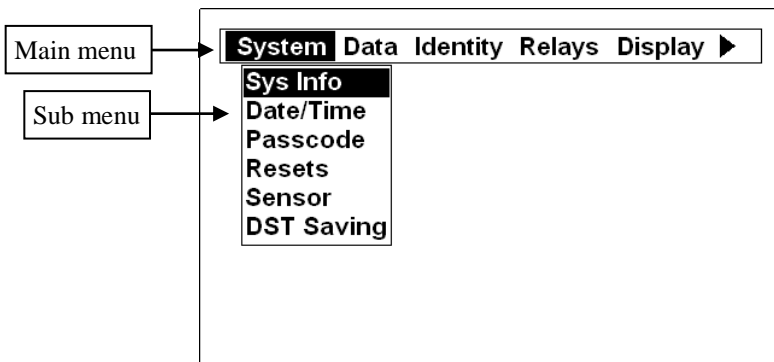 Main menu
System Data Identity Relays Display ▶
Sub menu
Sys Info
Date/Time
Passcode
Resets
Sensor
DST Saving